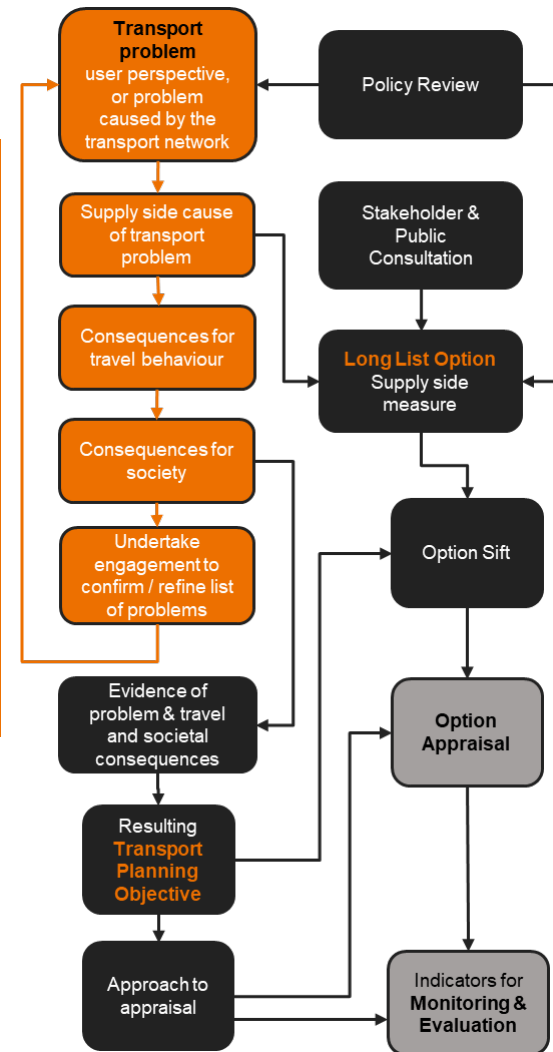 Transport
problem
user perspective,
or problem
caused by the
transport network
Supply side cause
of transport
problem
Consequences for
travel behaviour
Consequences for
society
Undertake
engagement to
confirm / refine list
of problems
Evidence of
problem & travel
and societal
consequences
Resulting
Transport
Planning
Objective
Approach to
appraisal
Policy Review
Stakeholder &
Public
Consultation
Long List Option
Supply side
measure
Option Sift
Option
Appraisal
Indicators for
Monitoring &
Evaluation